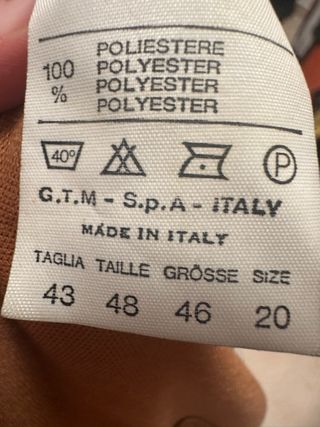 POLIESTERE
100 POLYESTER
% POLYESTER
POLYESTER
40° P
G.T.M - S.p.A - iTALY
MADE IN ITALY
TAGLIA TAILLE GRÖSSE SIZE
43 48 46 20